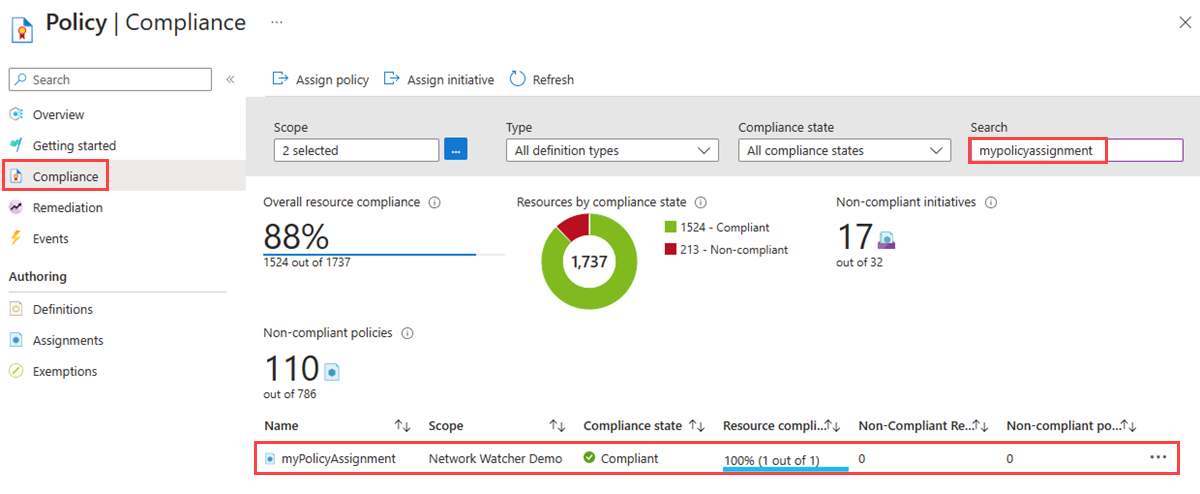 Policy | Compliance ...
Search «
Overview
Getting started
Compliance
Remediation
Events
Authoring
Definitions
Assignments
Exemptions
Assign policy Assign initiative Refresh
Scope Type Compliance state Search
2 selected ... All definition types All compliance states mypolicyassignment
Overall resource compliance Resources by compliance state Non-compliant initiatives
88% 1,737 17
1524 out of 1737 out of 32
1524 - Compliant
213 - Non-compliant
Non-compliant policies
110
out of 786
Name Scope Compliance state Resource compli... Non-Compliant Re... Non-compliant po...
myPolicyAssignment Network Watcher Demo Compliant 100% (1 out of 1) 0 0 ...